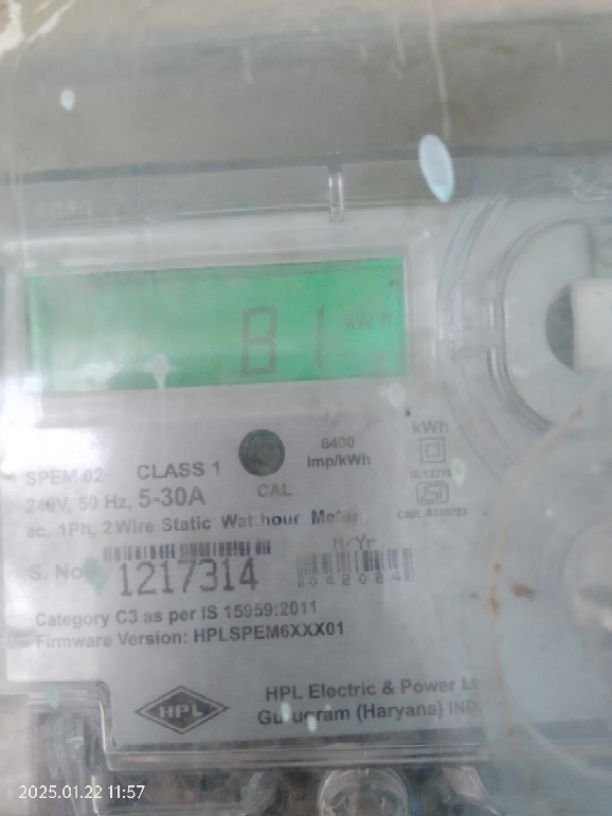 81 kWh
6400
imp/kWh
kWh
SPEM 02 CLASS 1
240V, 50 Hz, 5-30A
CAL
ac, 1Ph, 2 Wire Static Watthour Meter
M/Yr.
S. No
1217314
042024
Category C3 as per IS 15959:2011
Firmware Version: HPLSPEM6XXX01
HPL
HPL Electric & Power
Gurugram (Haryana)
2025.01.22 11:57